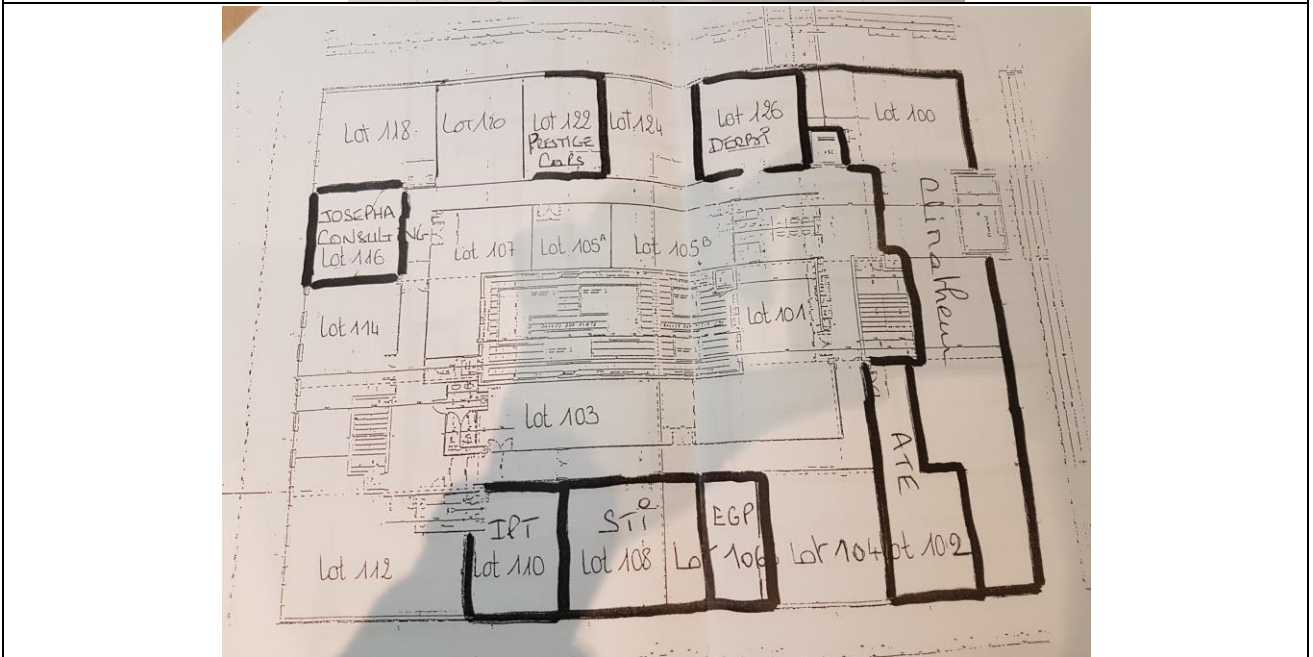 Lot 118
Lot 120
Lot 122
PRESTIGE
Lot 124
Lot 126
DERBI
Lot 100
JOSEPHA
CONSULTING
Lot 116
Lot 107
Lot 105A
Lot 105B
Climatheur
Lot 114
Lot 101
Lot 103
ATE
IPT
Lot 110
STI
Lot 108
EGP
Lot 106
Lot 104
Lot 102
Lot 112